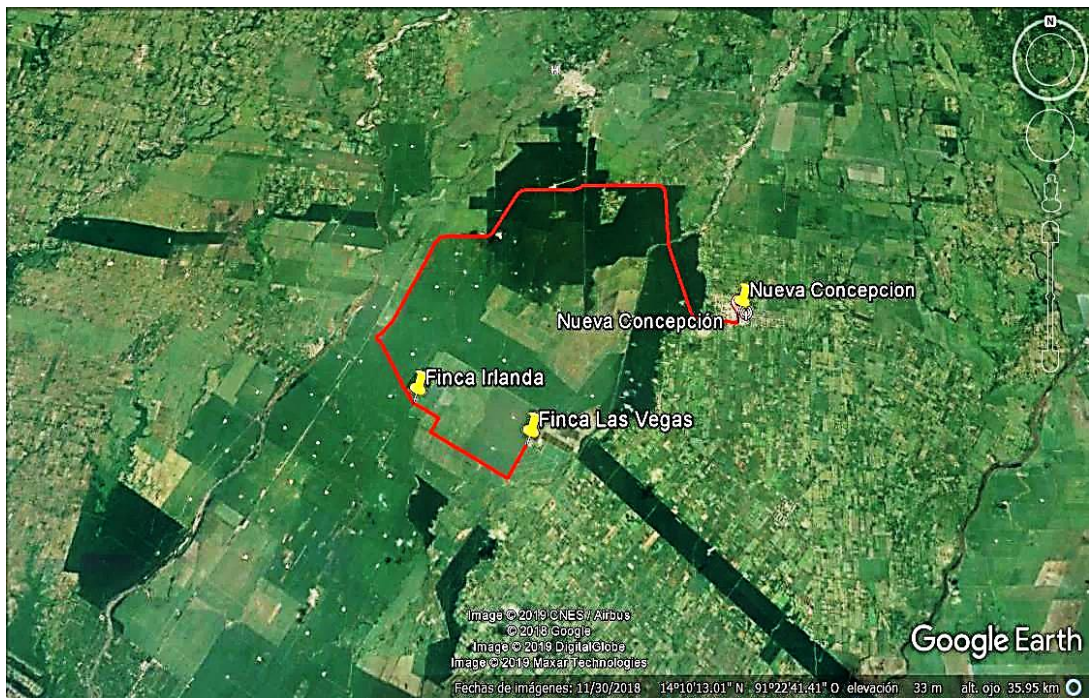 N
Nueva Concepcion
Nueva Concepción
Finca Irlanda
Finca Las Vegas
Image © 2019 CNES / Airbus
© 2018 Google
Image © 2019 DigitalGlobe
Image © 2019 Maxar Technologies
Google Earth
Fechas de imágenes: 11/30/2018 14°10'13.01" N 91°22'41.41" O elevación 33 m alt. ojo 35.95 km